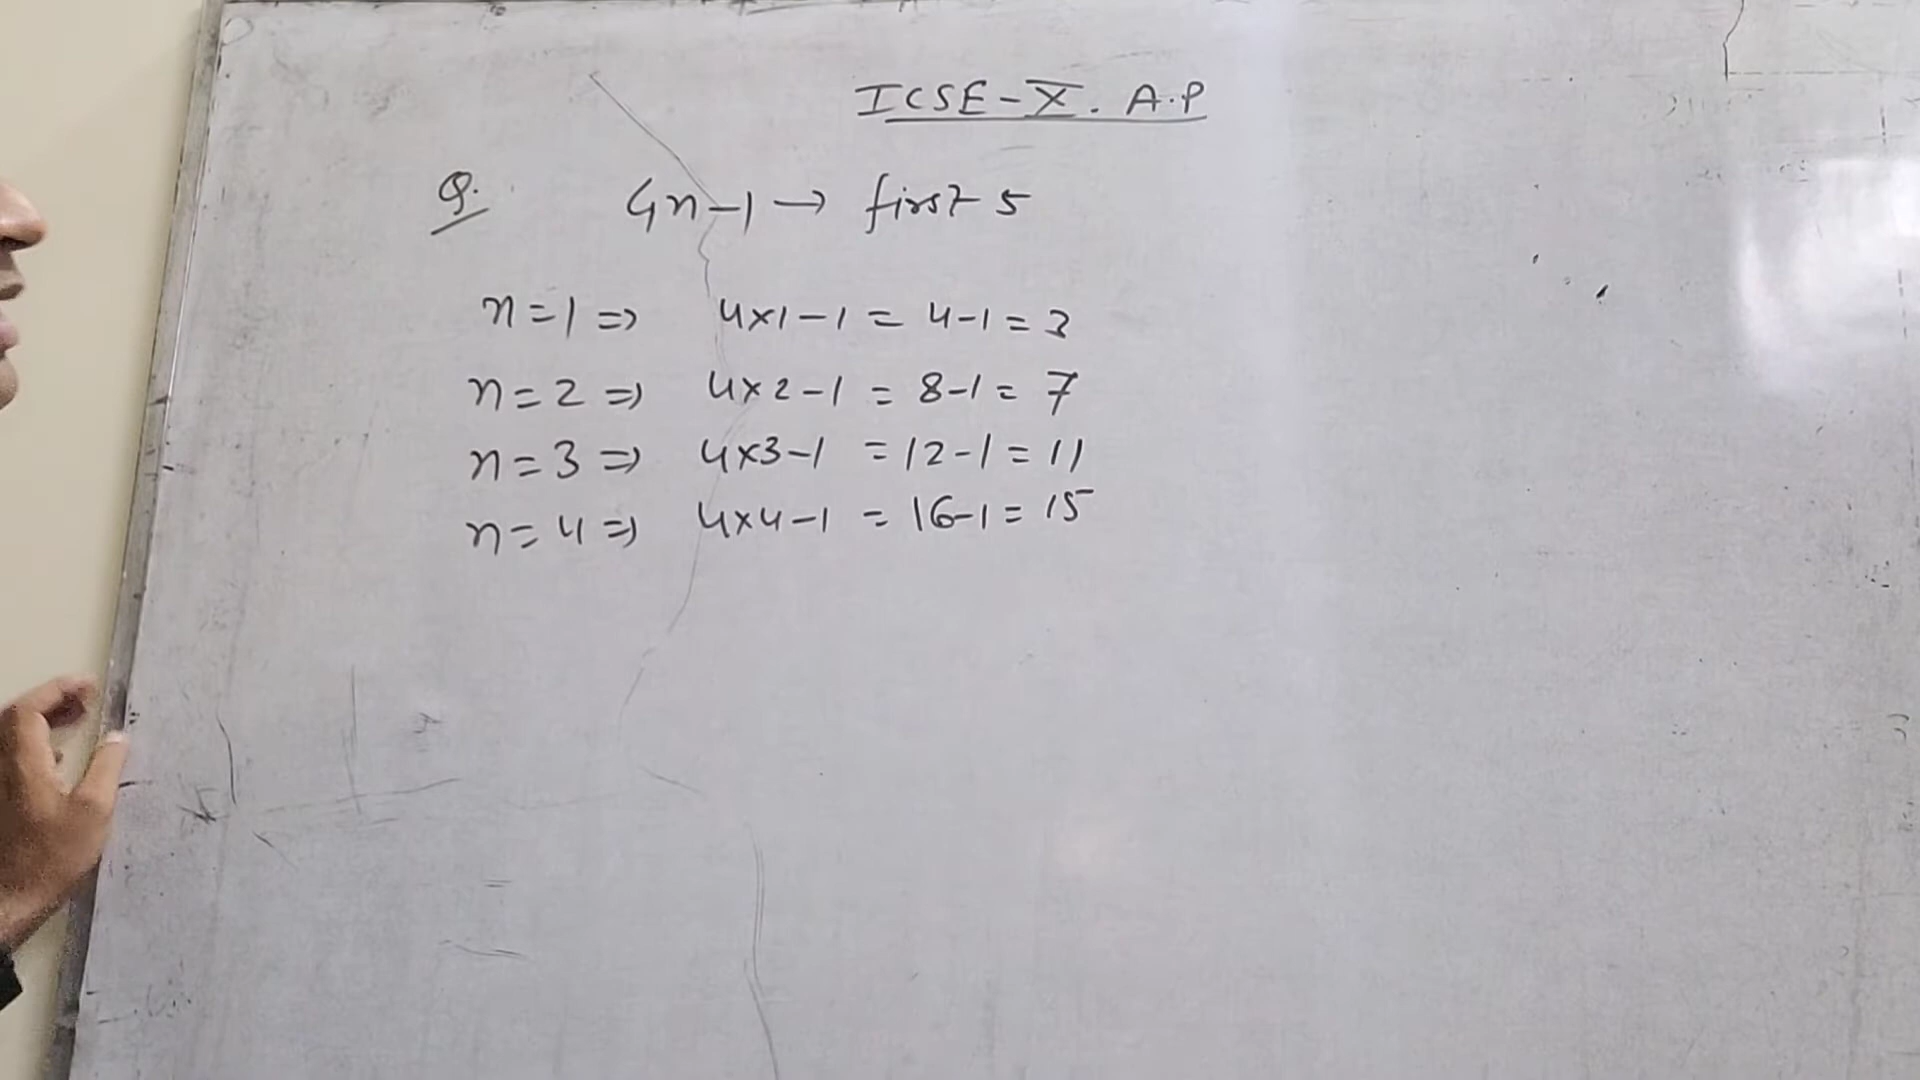 ICSE-X. A.P
Q. 4n-1 → first 5
n=1 ⇒ 4×1-1 = 4-1 = 3
n=2 ⇒ 4×2-1 = 8-1 = 7
n=3 ⇒ 4×3-1 = 12-1 = 11
n=4 ⇒ 4×4-1 = 16-1 = 15